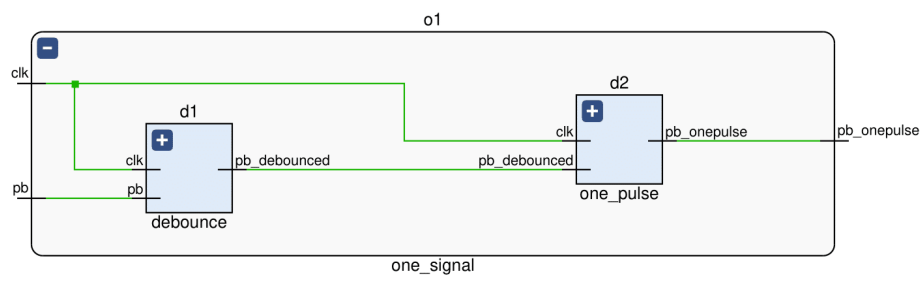 o1
clk
d2
d1
clk
pb_onepulse
pb_onepulse
clk
pb_debounced
pb_debounced
pb
pb
one_pulse
debounce
one_signal